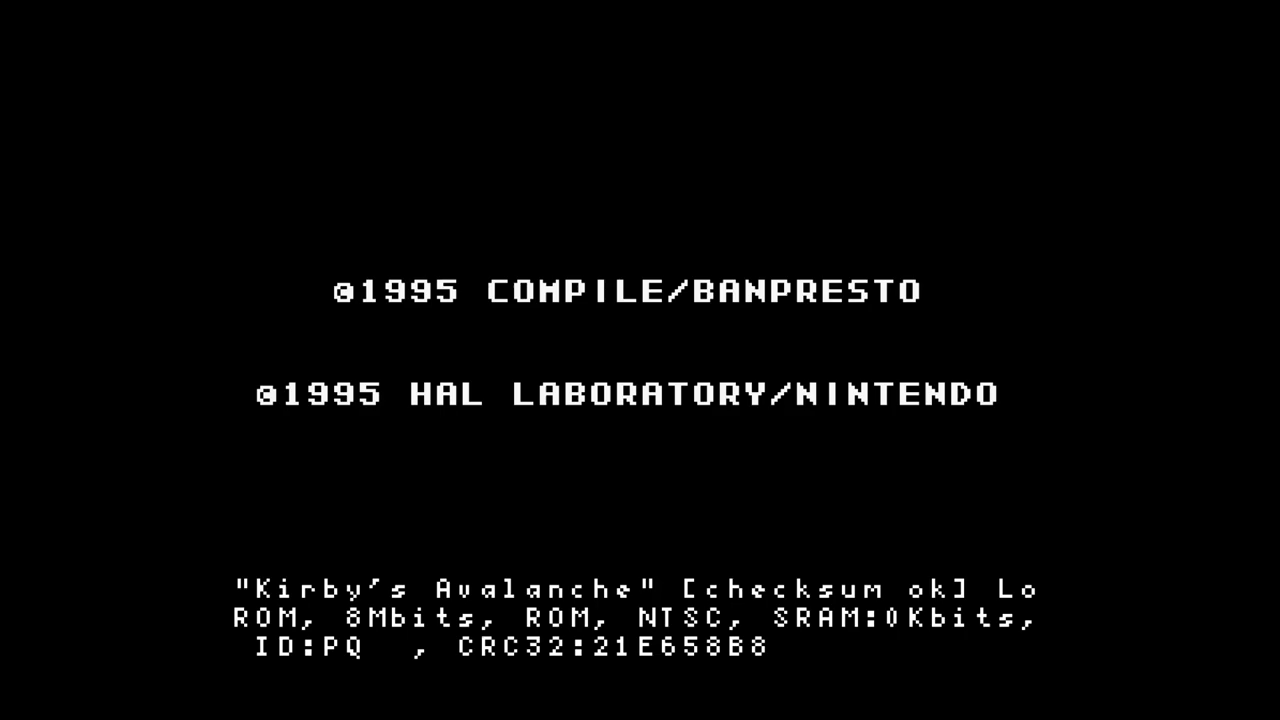 ©1995 COMPILE/BANPRESTO
©1995 HAL LABORATORY/NINTENDO
"Kirby's Avalanche" [checksum ok] Lo
ROM, 8Mbits, ROM, NTSC, SRAM:0Kbits,
ID:PQ  , CRC32:21E658B8